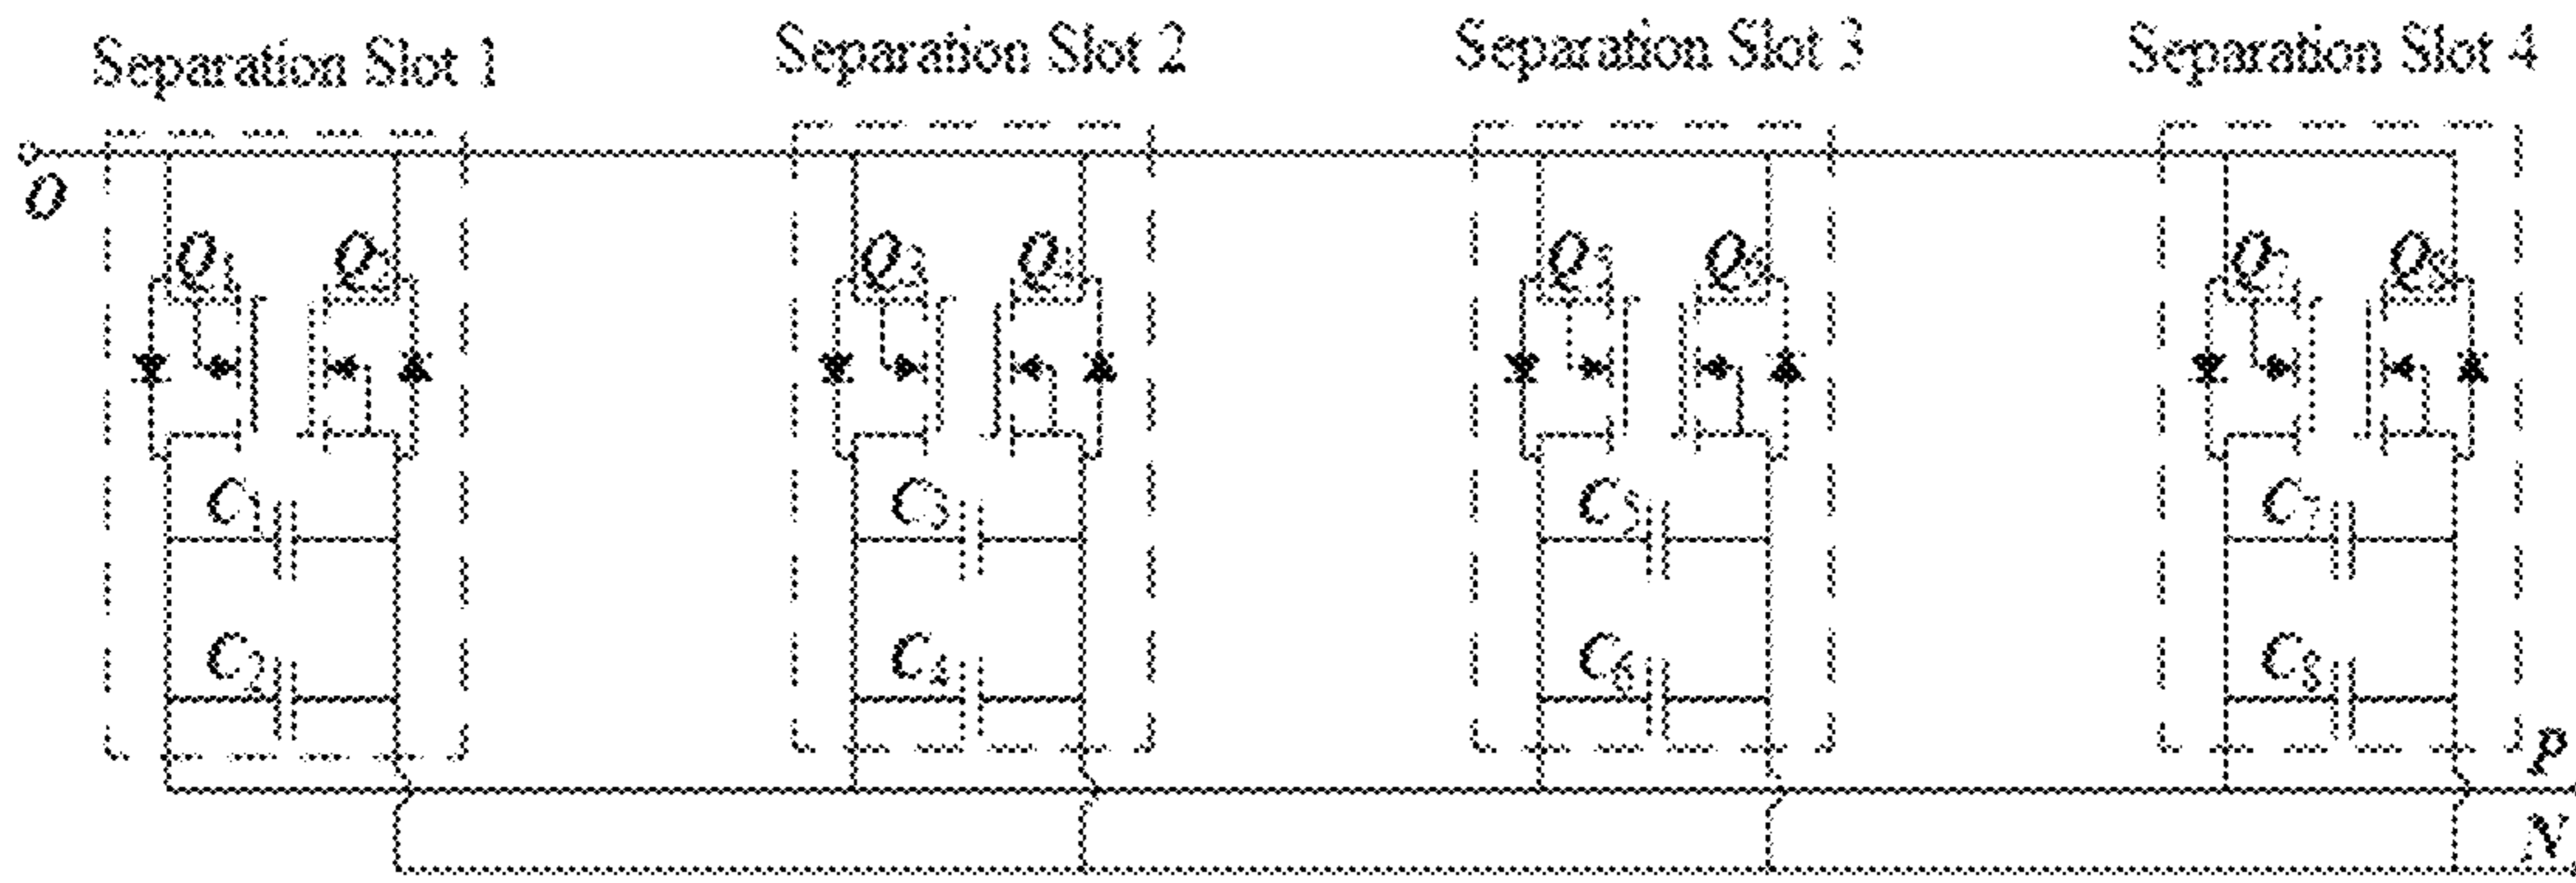 Separation Slot 1
Separation Slot 2
Separation Slot 3
Separation Slot 4
O
Q1
Q2
Q3
Q4
Q5
Q6
Q7
Q8
C1
C3
C5
C7
C2
C4
C6
C8
P
N